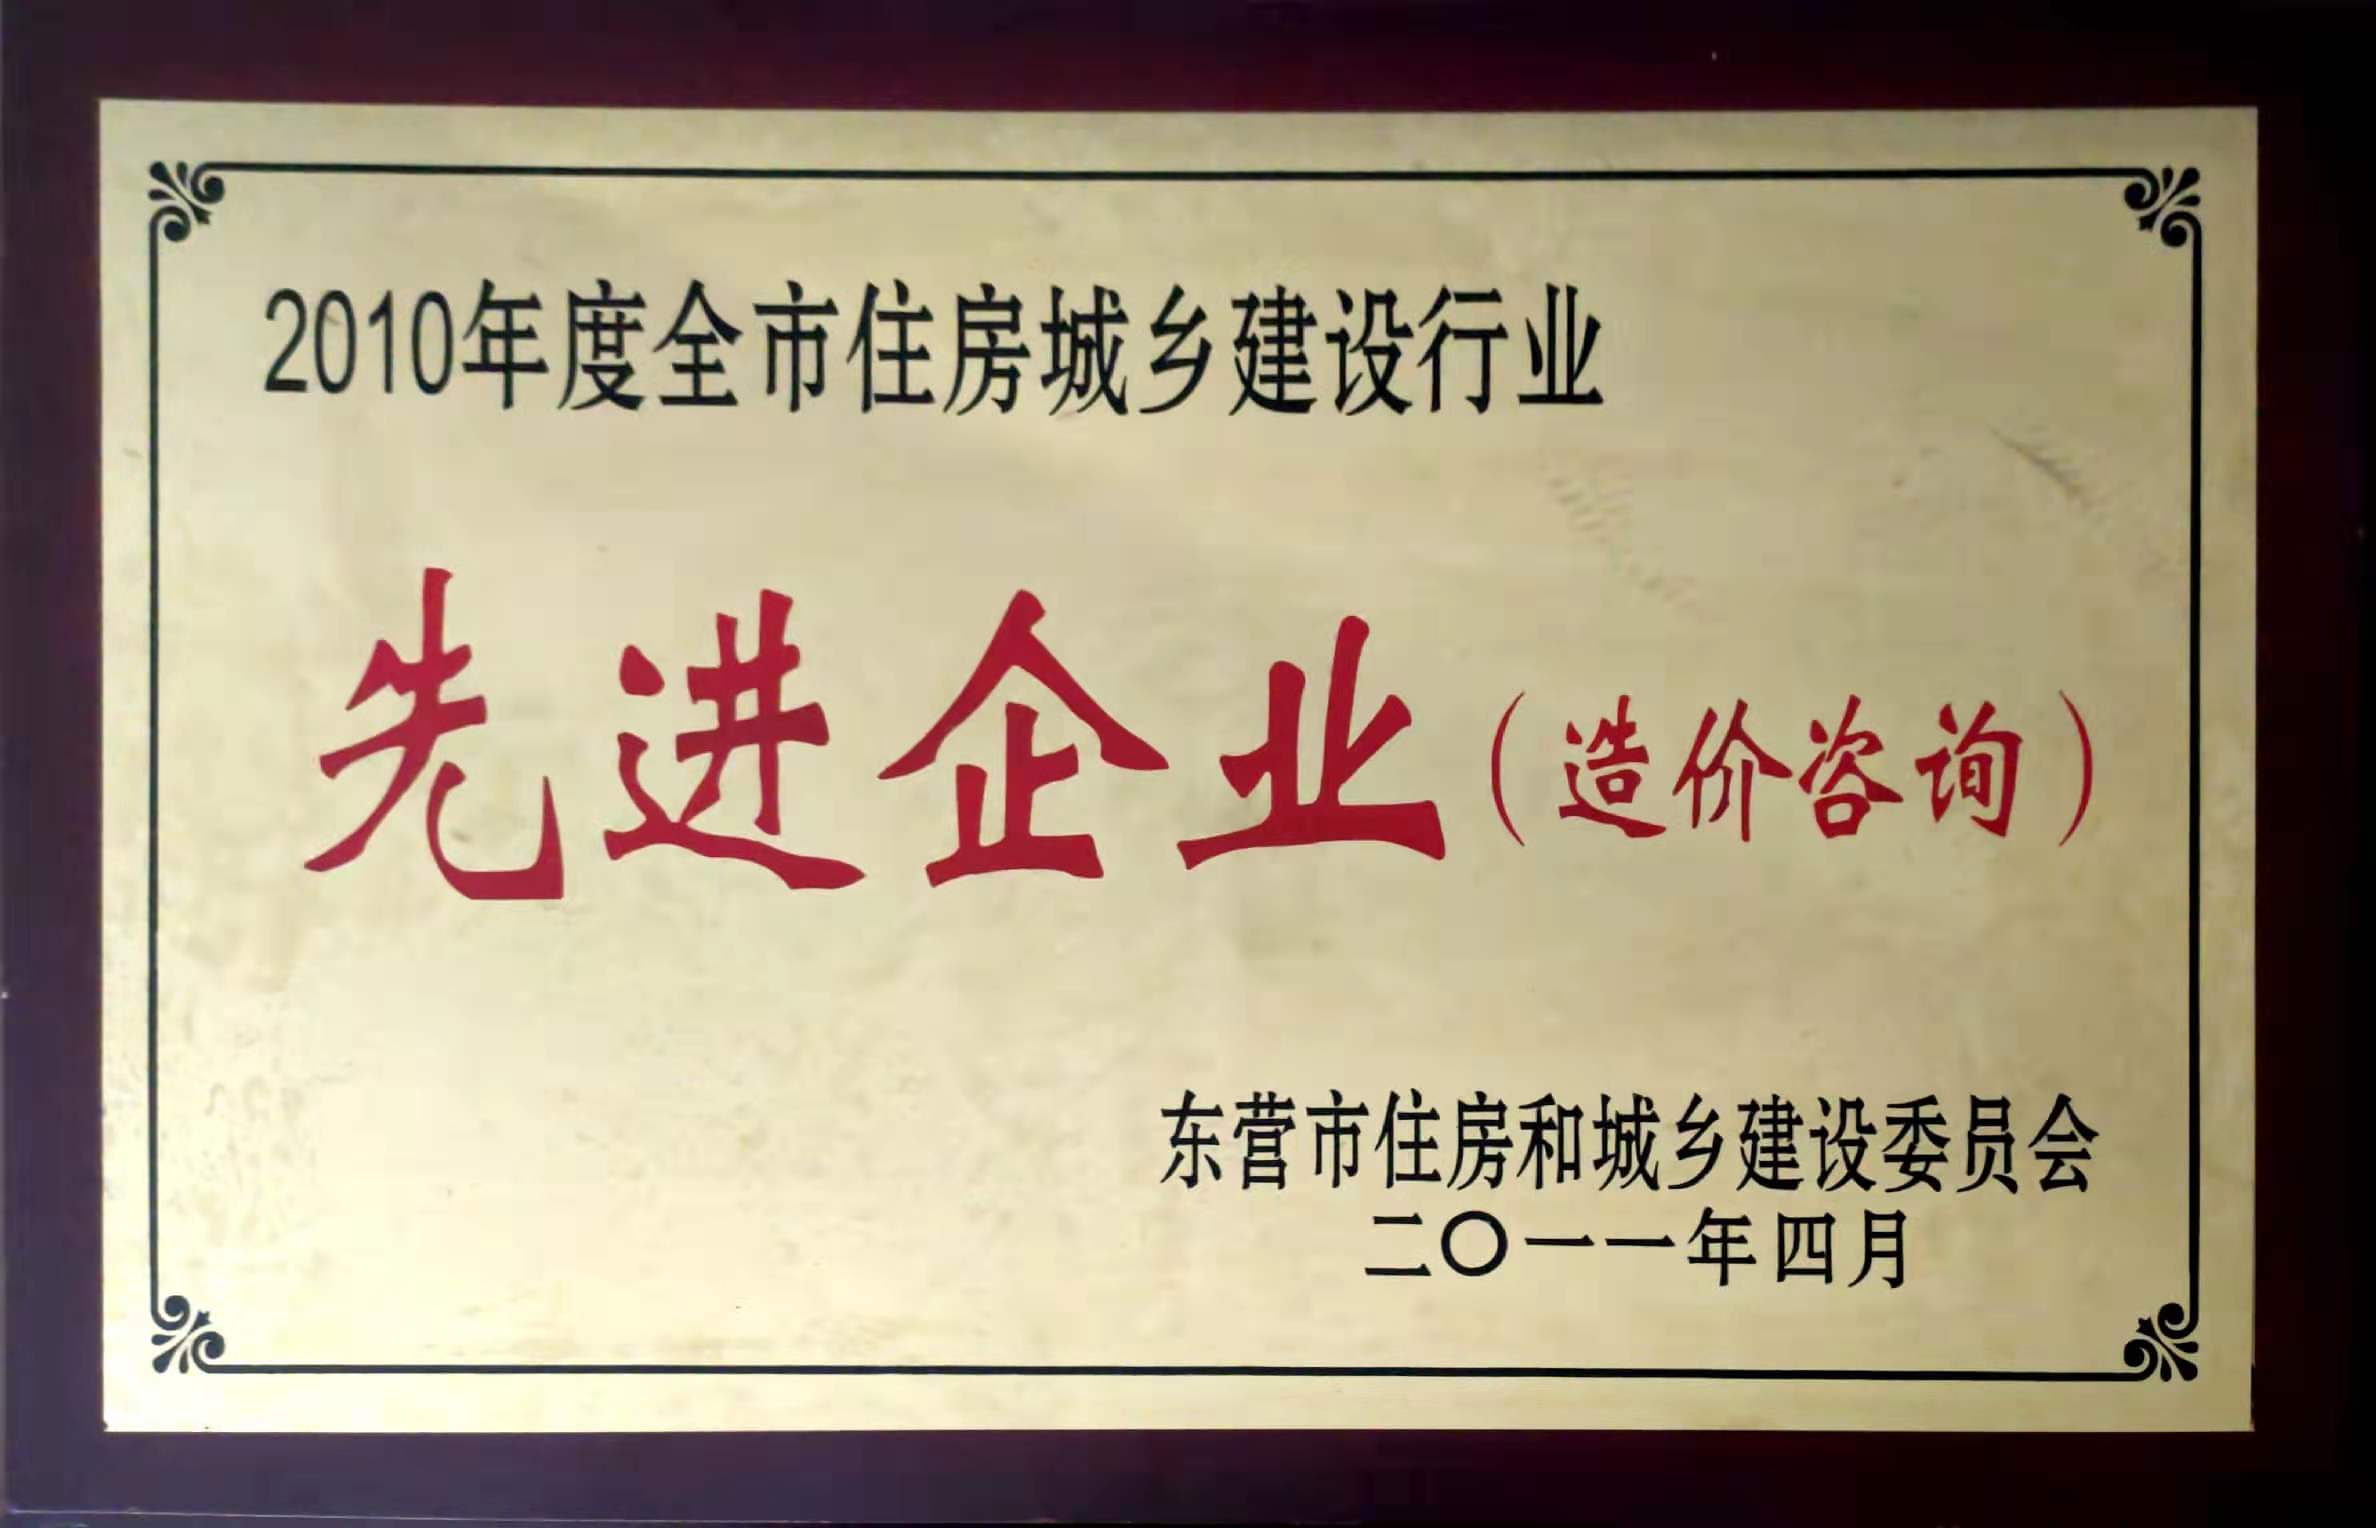 2010年度全市住房城乡建设行业
先进企业（造价咨询）
东营市住房和城乡建设委员会
二〇一一年四月